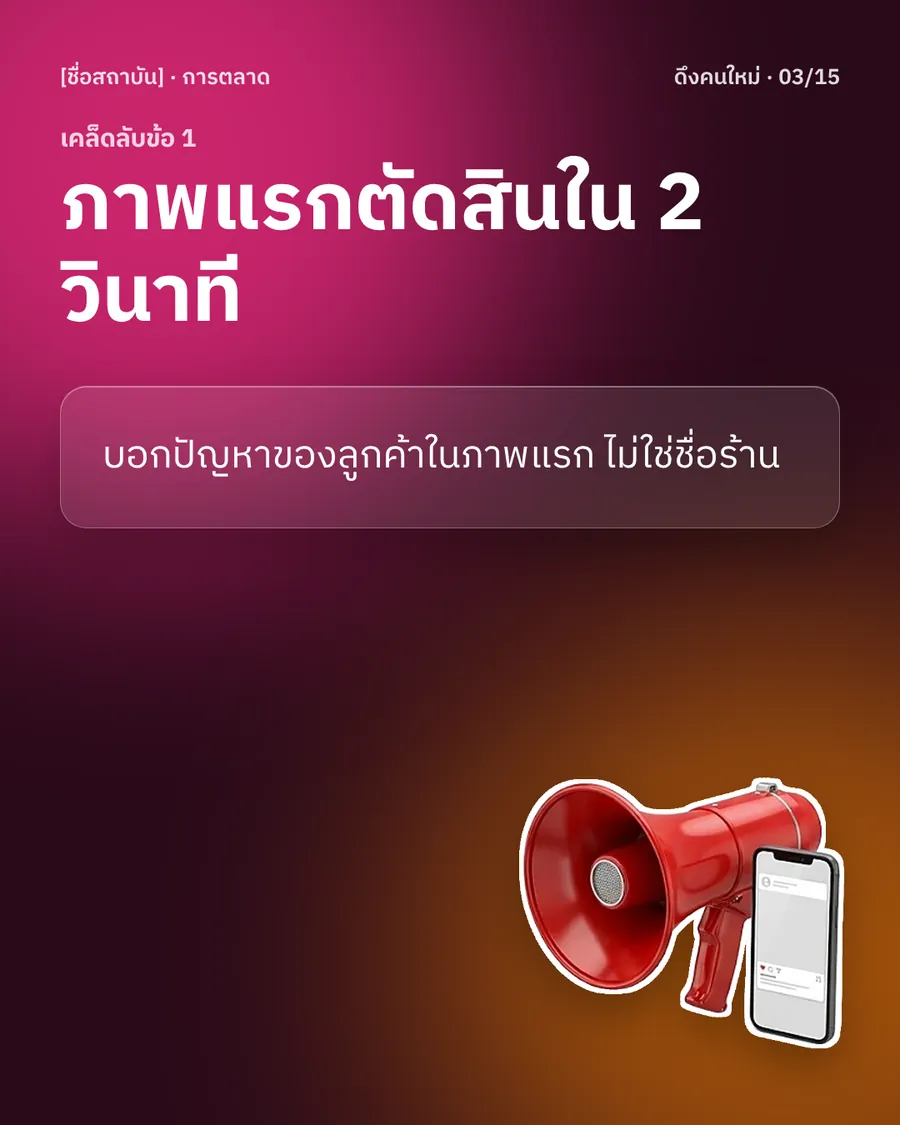 [ชื่อสถาบัน] · การตลาด
ดึงคนใหม่ · 03/15
เคล็ดลับข้อ 1
ภาพแรกตัดสินใน 2
วินาที
บอกปัญหาของลูกค้าในภาพแรก ไม่ใช่ชื่อร้าน